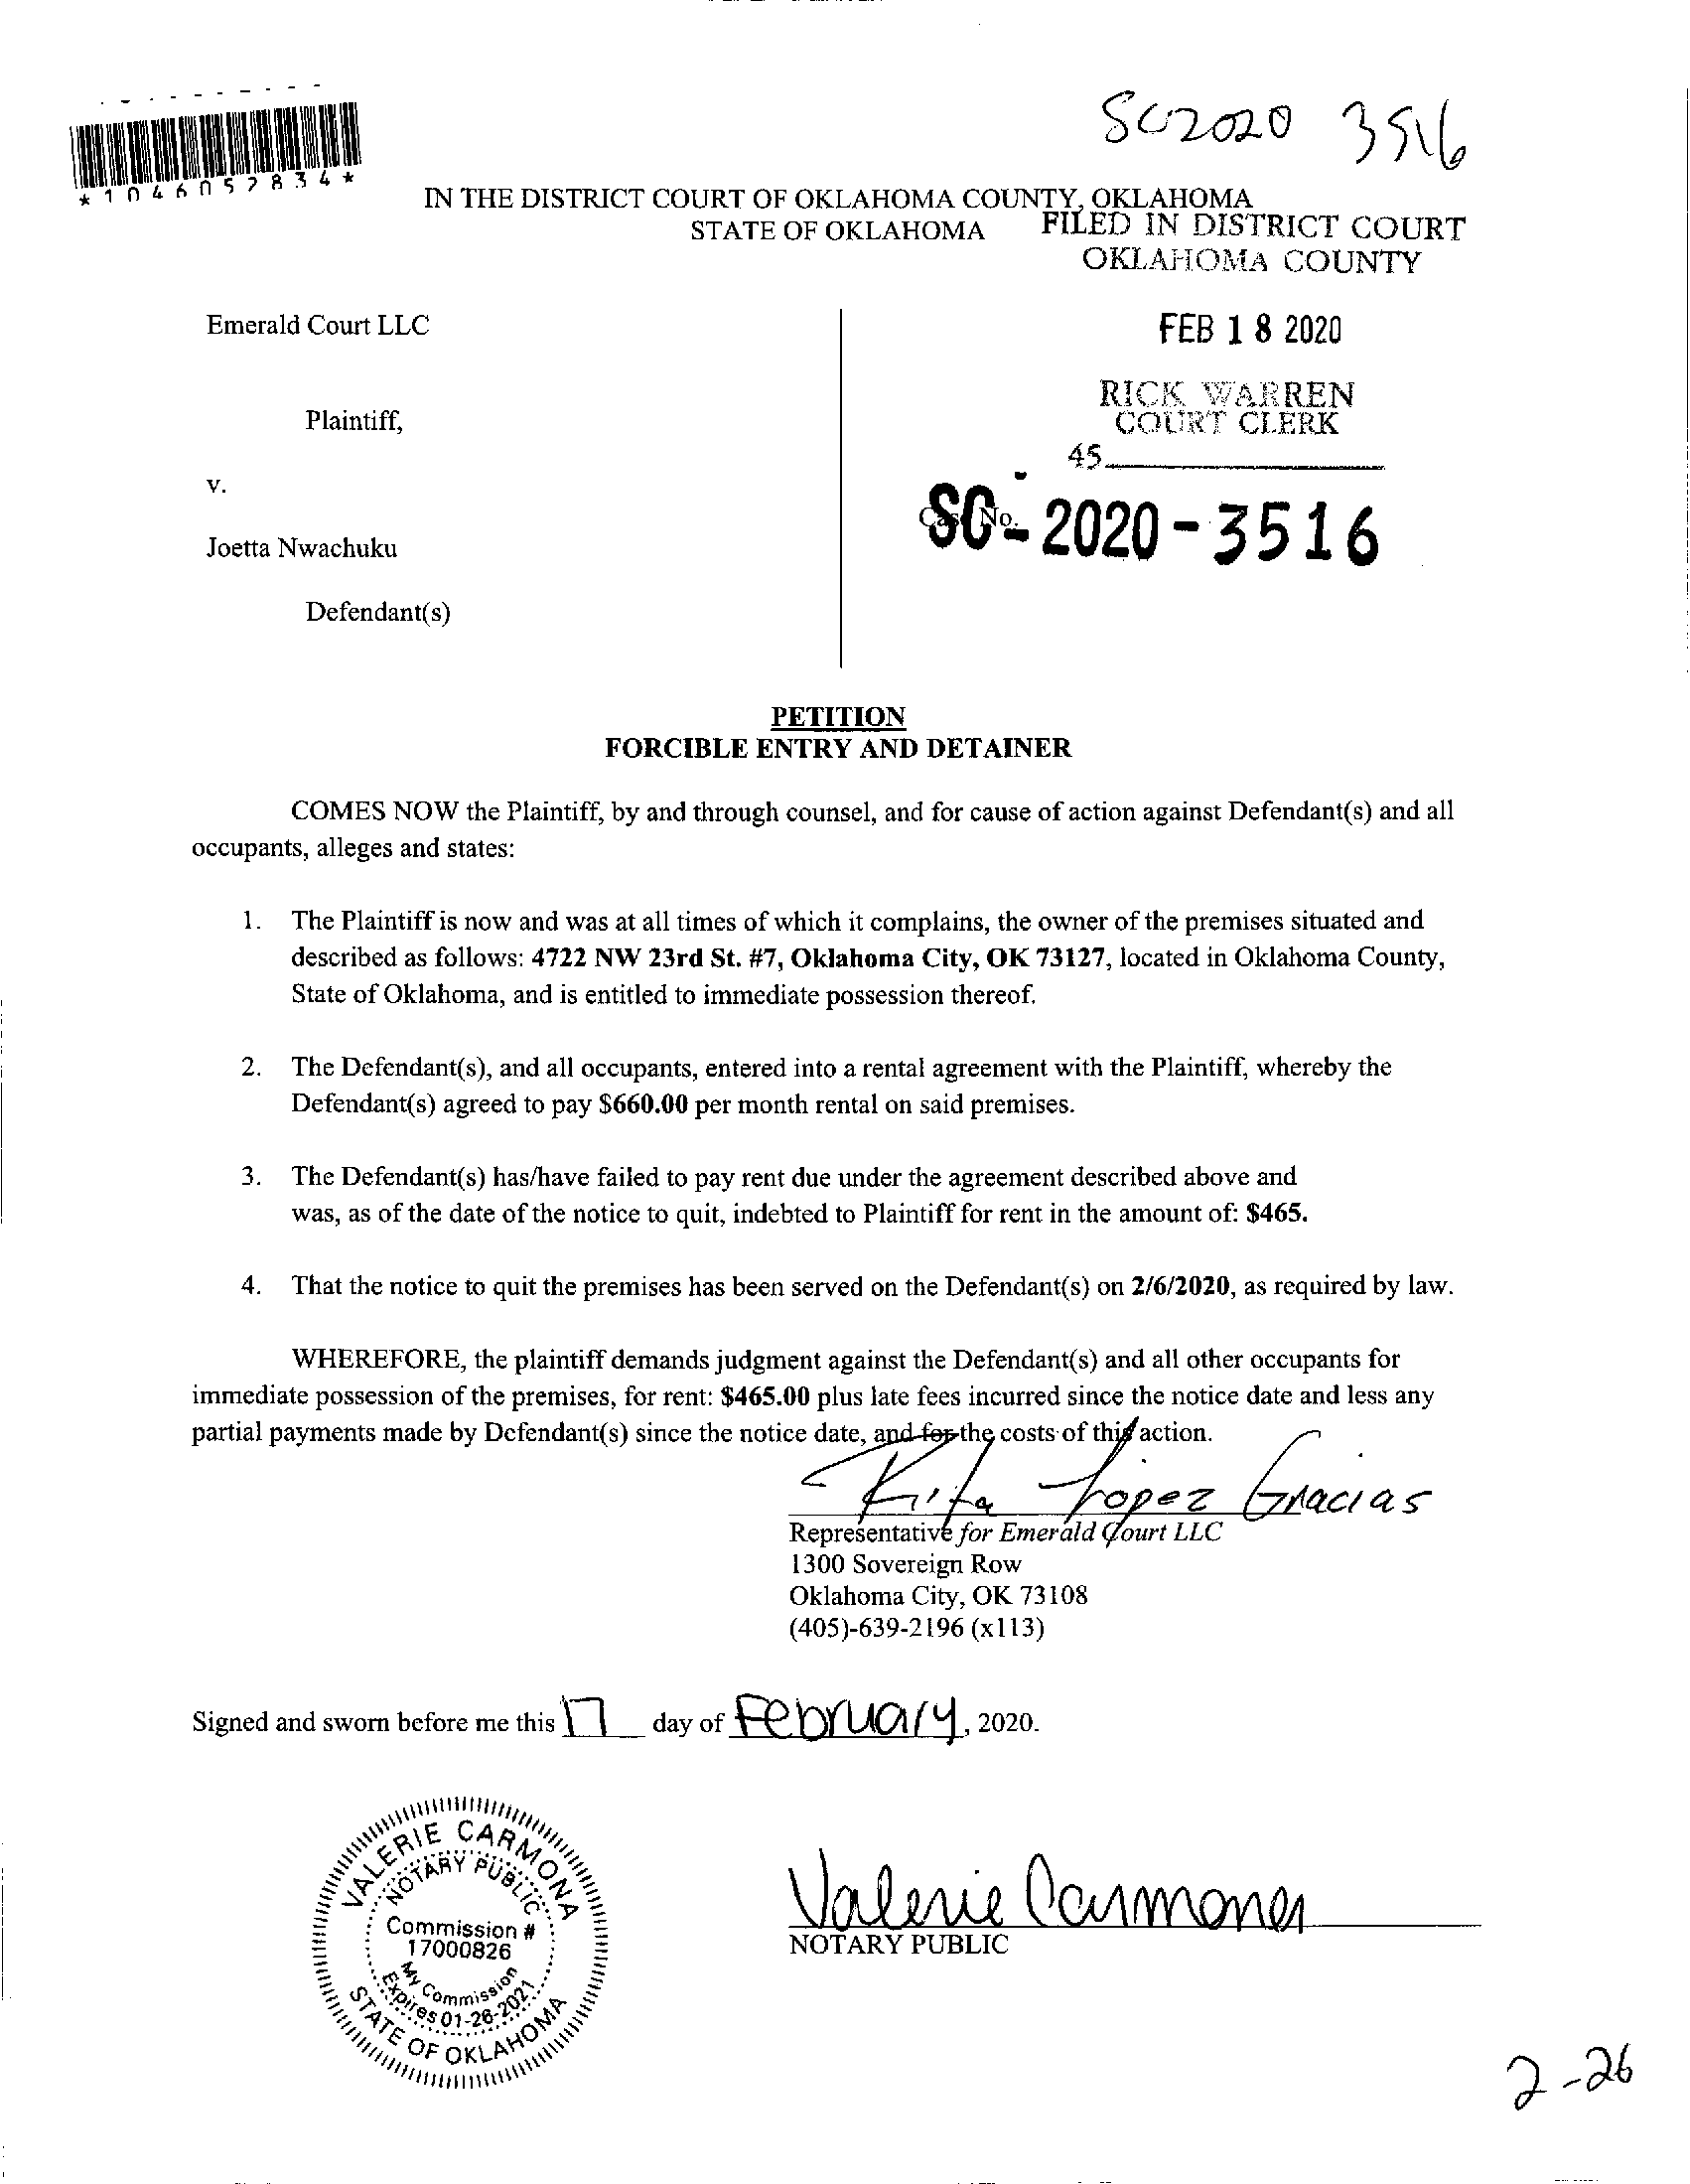 SC2020 3516
*1046057834*
IN THE DISTRICT COURT OF OKLAHOMA COUNTY, OKLAHOMA
STATE OF OKLAHOMA
FILED IN DISTRICT COURT
OKLAHOMA COUNTY
FEB 18 2020
RICK WARREN
COURT CLERK
45
Emerald Court LLC
Plaintiff,
v.
Case No.
SC-2020-3516
Joetta Nwachuku
Defendant(s)
PETITION
FORCIBLE ENTRY AND DETAINER
COMES NOW the Plaintiff, by and through counsel, and for cause of action against Defendant(s) and all
occupants, alleges and states:
1. The Plaintiff is now and was at all times of which it complains, the owner of the premises situated and
described as follows: 4722 NW 23rd St. #7, Oklahoma City, OK 73127, located in Oklahoma County,
State of Oklahoma, and is entitled to immediate possession thereof.
2. The Defendant(s), and all occupants, entered into a rental agreement with the Plaintiff, whereby the
Defendant(s) agreed to pay $660.00 per month rental on said premises.
3. The Defendant(s) has/have failed to pay rent due under the agreement described above and
was, as of the date of the notice to quit, indebted to Plaintiff for rent in the amount of: $465.
4. That the notice to quit the premises has been served on the Defendant(s) on 2/6/2020, as required by law.
WHEREFORE, the plaintiff demands judgment against the Defendant(s) and all other occupants for
immediate possession of the premises, for rent: $465.00 plus late fees incurred since the notice date and less any
partial payments made by Defendant(s) since the notice date, and for the costs of this action.
Rita Lopez Gracias
Representative for Emerald Court LLC
1300 Sovereign Row
Oklahoma City, OK 73108
(405)-639-2196 (x113)
Signed and sworn before me this 17 day of February, 2020.
VALERIE CARMONA
NOTARY PUBLIC
Commission #
17000826
My Commission
Expires 01-26-2021
STATE OF OKLAHOMA
Valerie Carmona
NOTARY PUBLIC
2-26